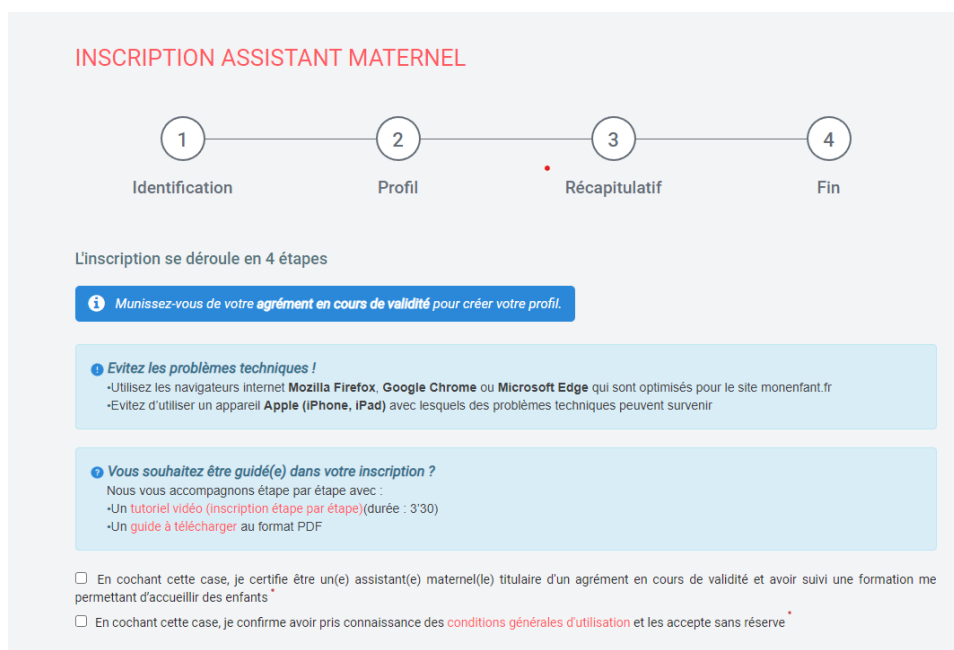 INSCRIPTION ASSISTANT MATERNEL
1
2
3
4
Identification
Profil
Récapitulatif
Fin
L'inscription se déroule en 4 étapes
Munissez-vous de votre agrément en cours de validité pour créer votre profil.
Evitez les problèmes techniques !
•Utilisez les navigateurs internet Mozilla Firefox, Google Chrome ou Microsoft Edge qui sont optimisés pour le site monenfant.fr
•Evitez d'utiliser un appareil Apple (iPhone, iPad) avec lesquels des problèmes techniques peuvent survenir
Vous souhaitez être guidé(e) dans votre inscription ?
Nous vous accompagnons étape par étape avec :
•Un tutoriel vidéo (inscription étape par étape)(durée : 3'30)
•Un guide à télécharger au format PDF
En cochant cette case, je certifie être un(e) assistant(e) maternel(le) titulaire d'un agrément en cours de validité et avoir suivi une formation me
permettant d'accueillir des enfants *
En cochant cette case, je confirme avoir pris connaissance des conditions générales d'utilisation et les accepte sans réserve *